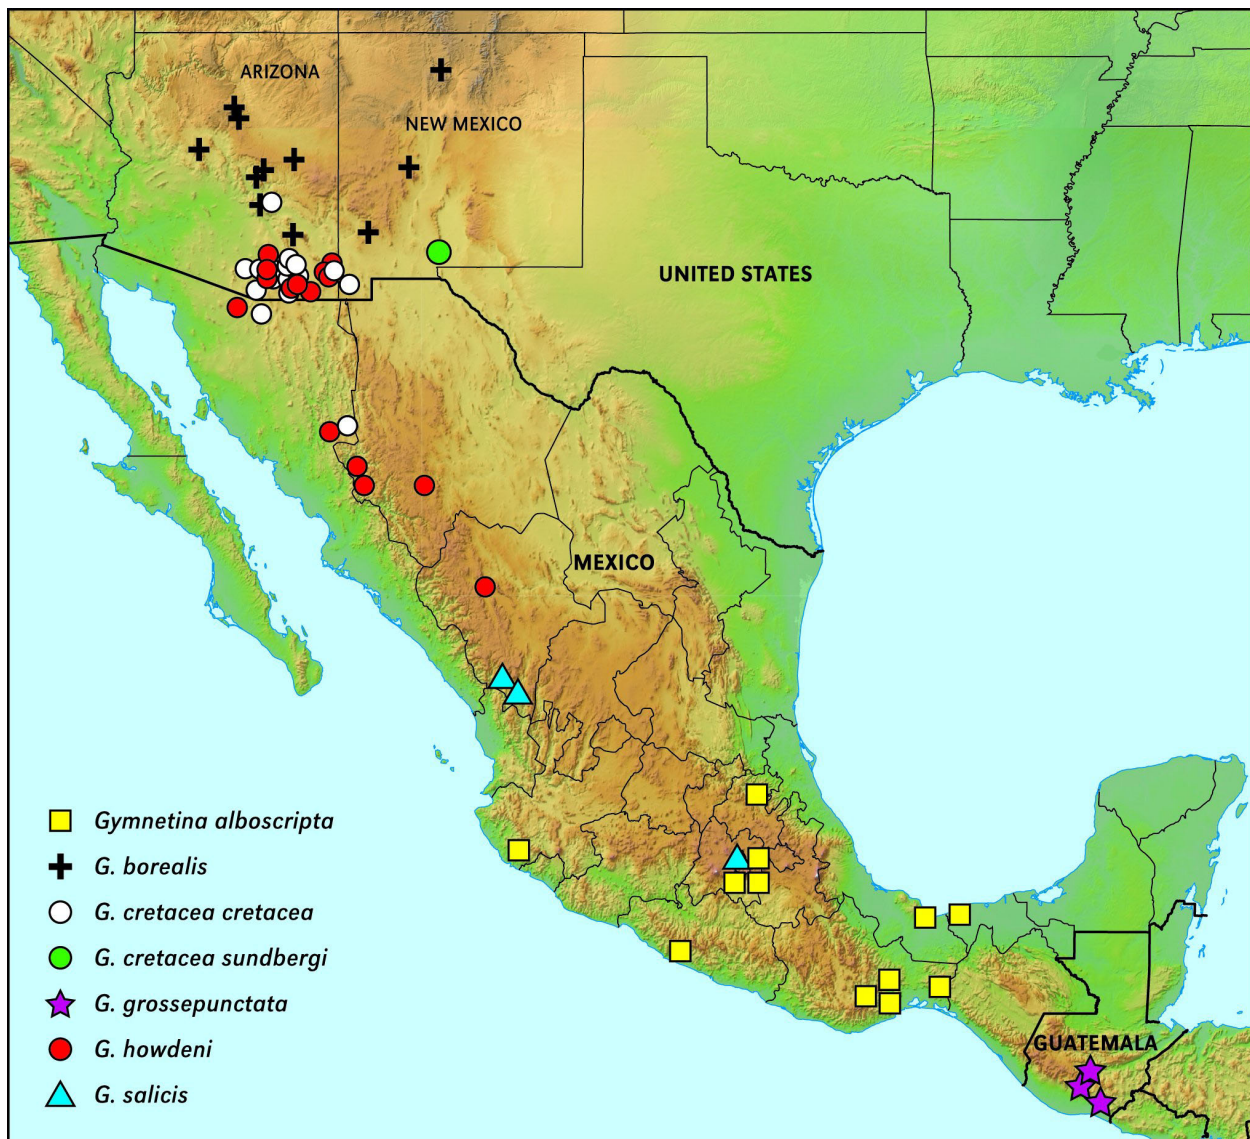 ARIZONA
NEW MEXICO
UNITED STATES
MEXICO
Gymnetina alboscripta
G. borealis
G. cretacea cretacea
G. cretacea sundbergi
G. grossepunctata
G. howdeni
G. salicis
GUATEMALA